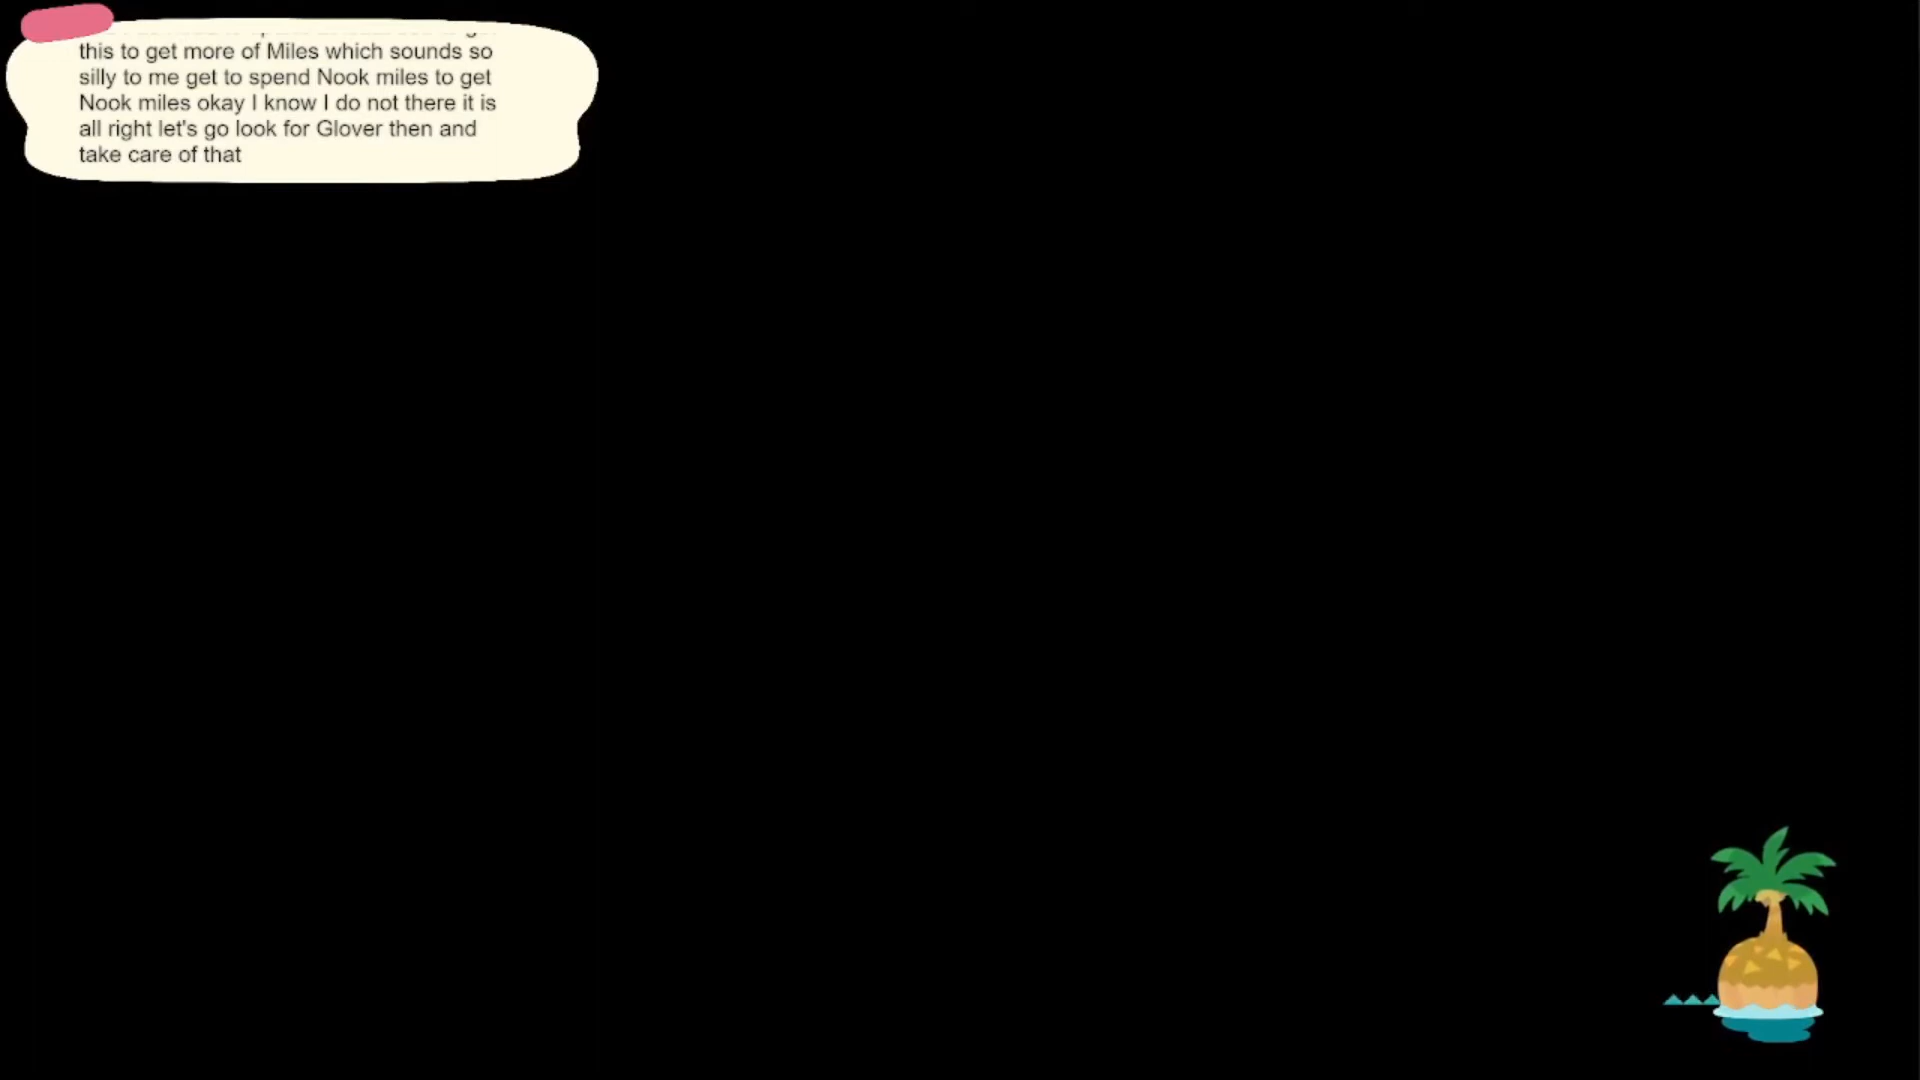 this to get more of Miles which sounds so
silly to me get to spend Nook miles to get
Nook miles okay I know I do not there it is
all right let's go look for Glover then and
take care of that